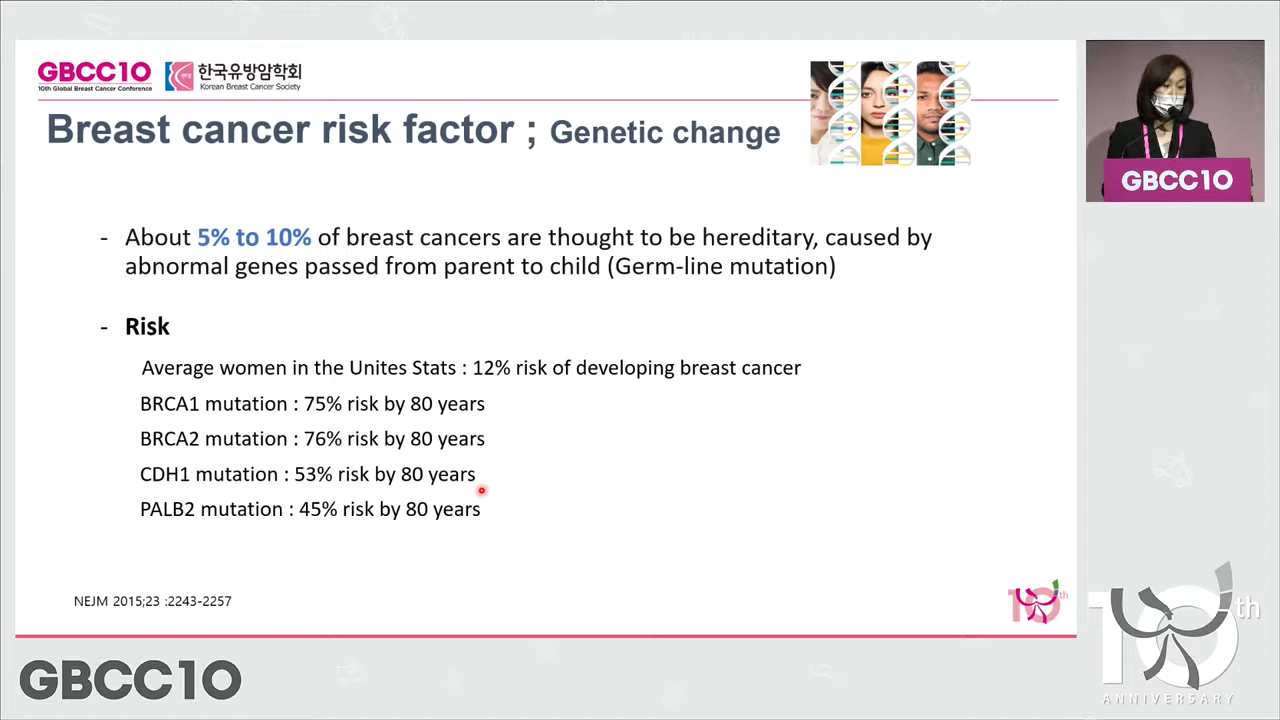 GBCC10
10th Global Breast Cancer Conference
한국유방암학회
Korean Breast Cancer Society
Breast cancer risk factor ; Genetic change
- About 5% to 10% of breast cancers are thought to be hereditary, caused by
abnormal genes passed from parent to child (Germ-line mutation)
- Risk
Average women in the Unites Stats : 12% risk of developing breast cancer
BRCA1 mutation : 75% risk by 80 years
BRCA2 mutation : 76% risk by 80 years
CDH1 mutation : 53% risk by 80 years
PALB2 mutation : 45% risk by 80 years
NEJM 2015;23 :2243-2257
10th
GBCC10
GBCC10
10th
ANNIVERSARY